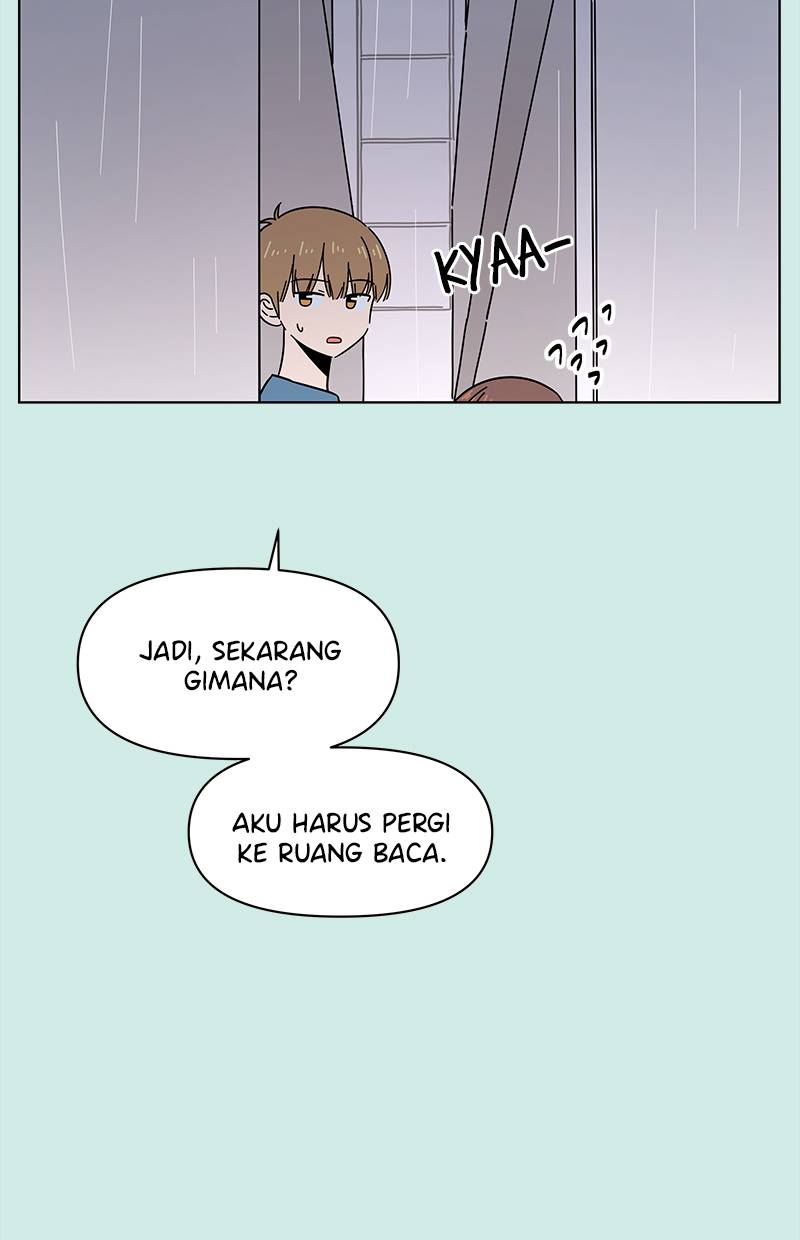 KYAA-
JADI, SEKARANG
GIMANA?
AKU HARUS PERGI
KE RUANG BACA.